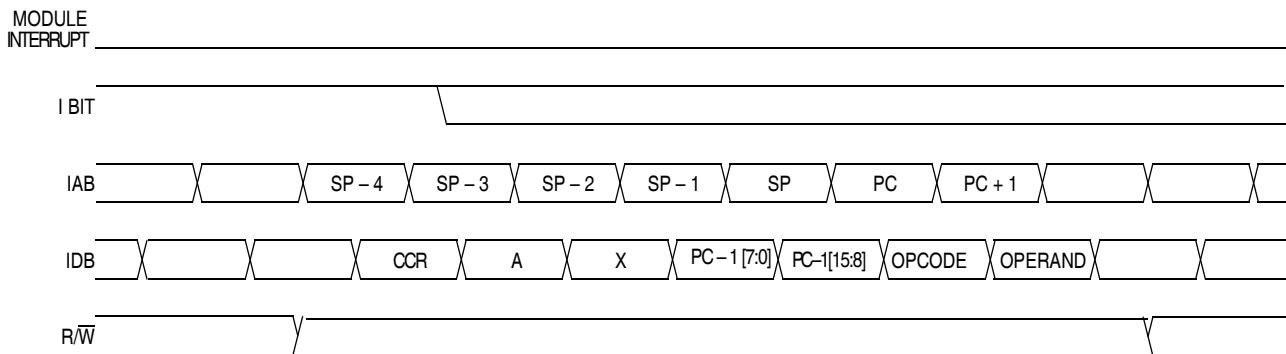 MODULE
INTERRUPT
I BIT
IAB SP – 4 SP – 3 SP – 2 SP – 1 SP PC PC + 1
IDB CCR A X PC – 1 [7:0] PC–1[15:8] OPCODE OPERAND
R/W̅